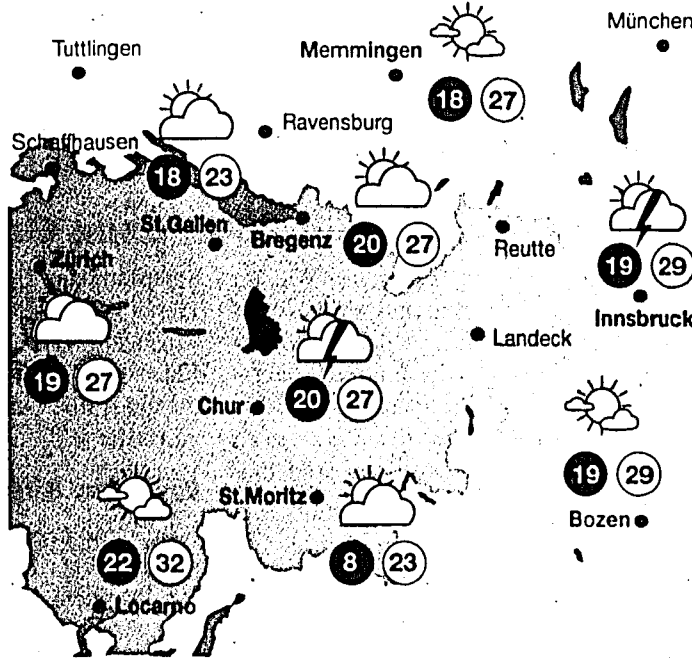 München
Tuttlingen
Memmingen
18 27
Ravensburg
Schaffhausen
18 23
St.Gallen
Bregenz
20 27
Reutte
19 29
Zürich
Innsbruck
Landeck
19 27
Chur
20 27
19 29
St.Moritz
Bozen
22 32
8 23
Locarno